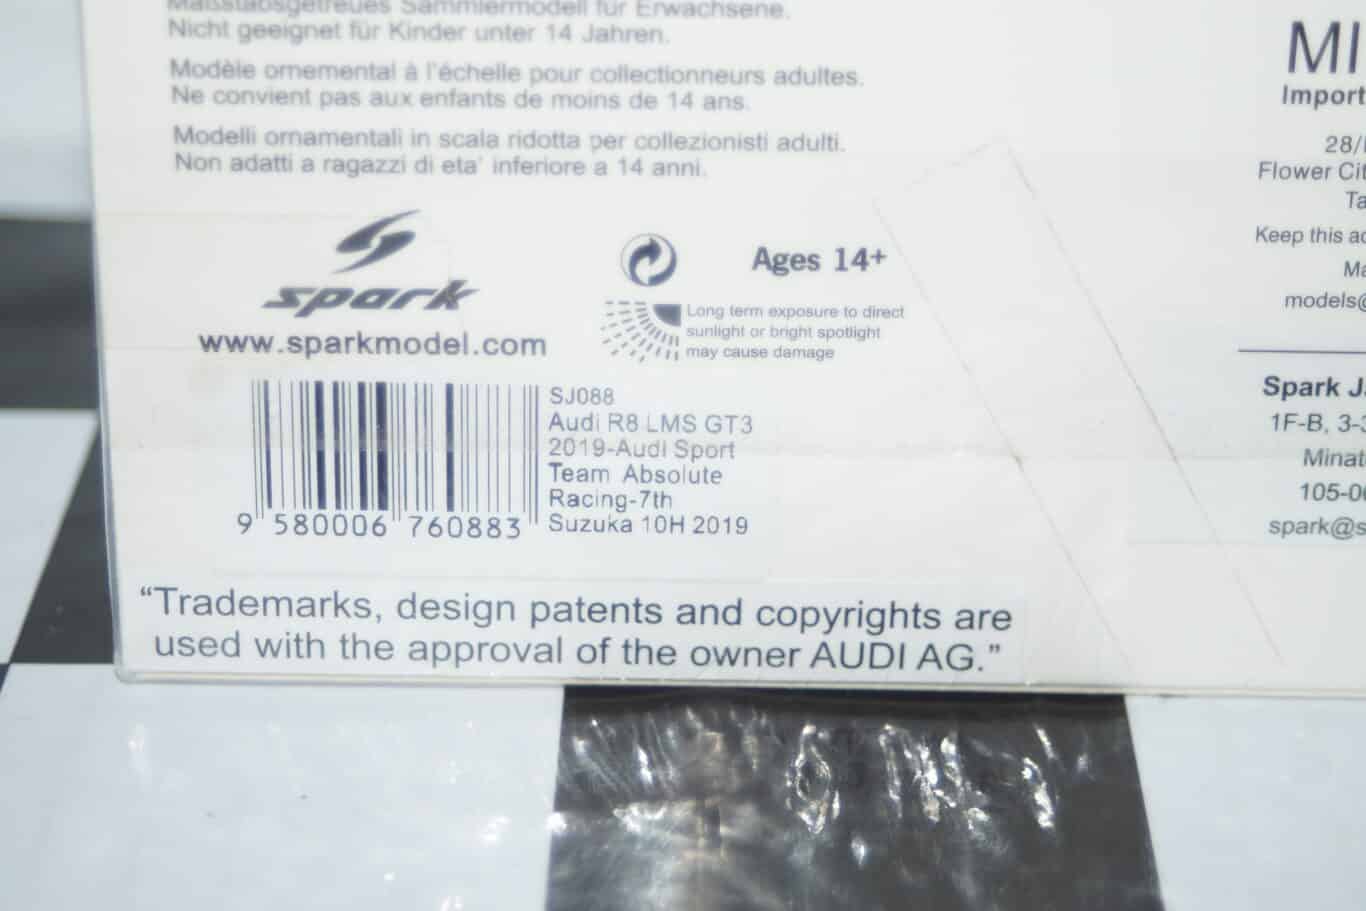 Maßstabsgetreues Sammlermodell für Erwachsene.
Nicht geeignet für Kinder unter 14 Jahren.
Modèle ornemental à l'échelle pour collectionneurs adultes.
Ne convient pas aux enfants de moins de 14 ans.
Modelli ornamentali in scala ridotta per collezionisti adulti.
Non adatti a ragazzi di eta' inferiore a 14 anni.
spark
www.sparkmodel.com
Ages 14+
Long term exposure to direct
sunlight or bright spotlight
may cause damage
SJ088
Audi R8 LMS GT3
2019-Audi Sport
Team Absolute
Racing-7th
Suzuka 10H 2019
9 580006 760883
“Trademarks, design patents and copyrights are
used with the approval of the owner AUDI AG.”
MI
Import
28/
Flower Cit
Ta
Keep this ad
Ma
models@
Spark J
1F-B, 3-3
Minat
105-00
spark@s